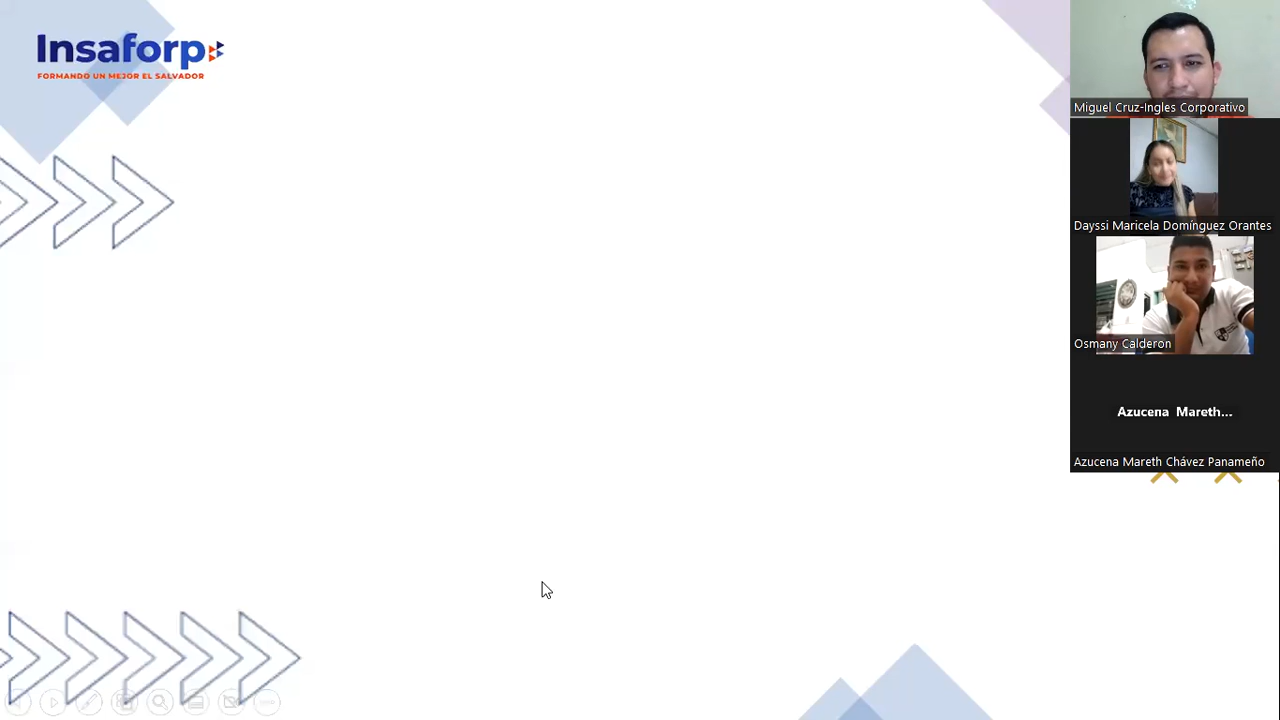 Insaforp
FORMANDO UN MEJOR EL SALVADOR
Miguel Cruz-Ingles Corporativo
Dayssi Maricela Domínguez Orantes
Osmany Calderon
Azucena Mareth...
Azucena Mareth Chávez Panameño